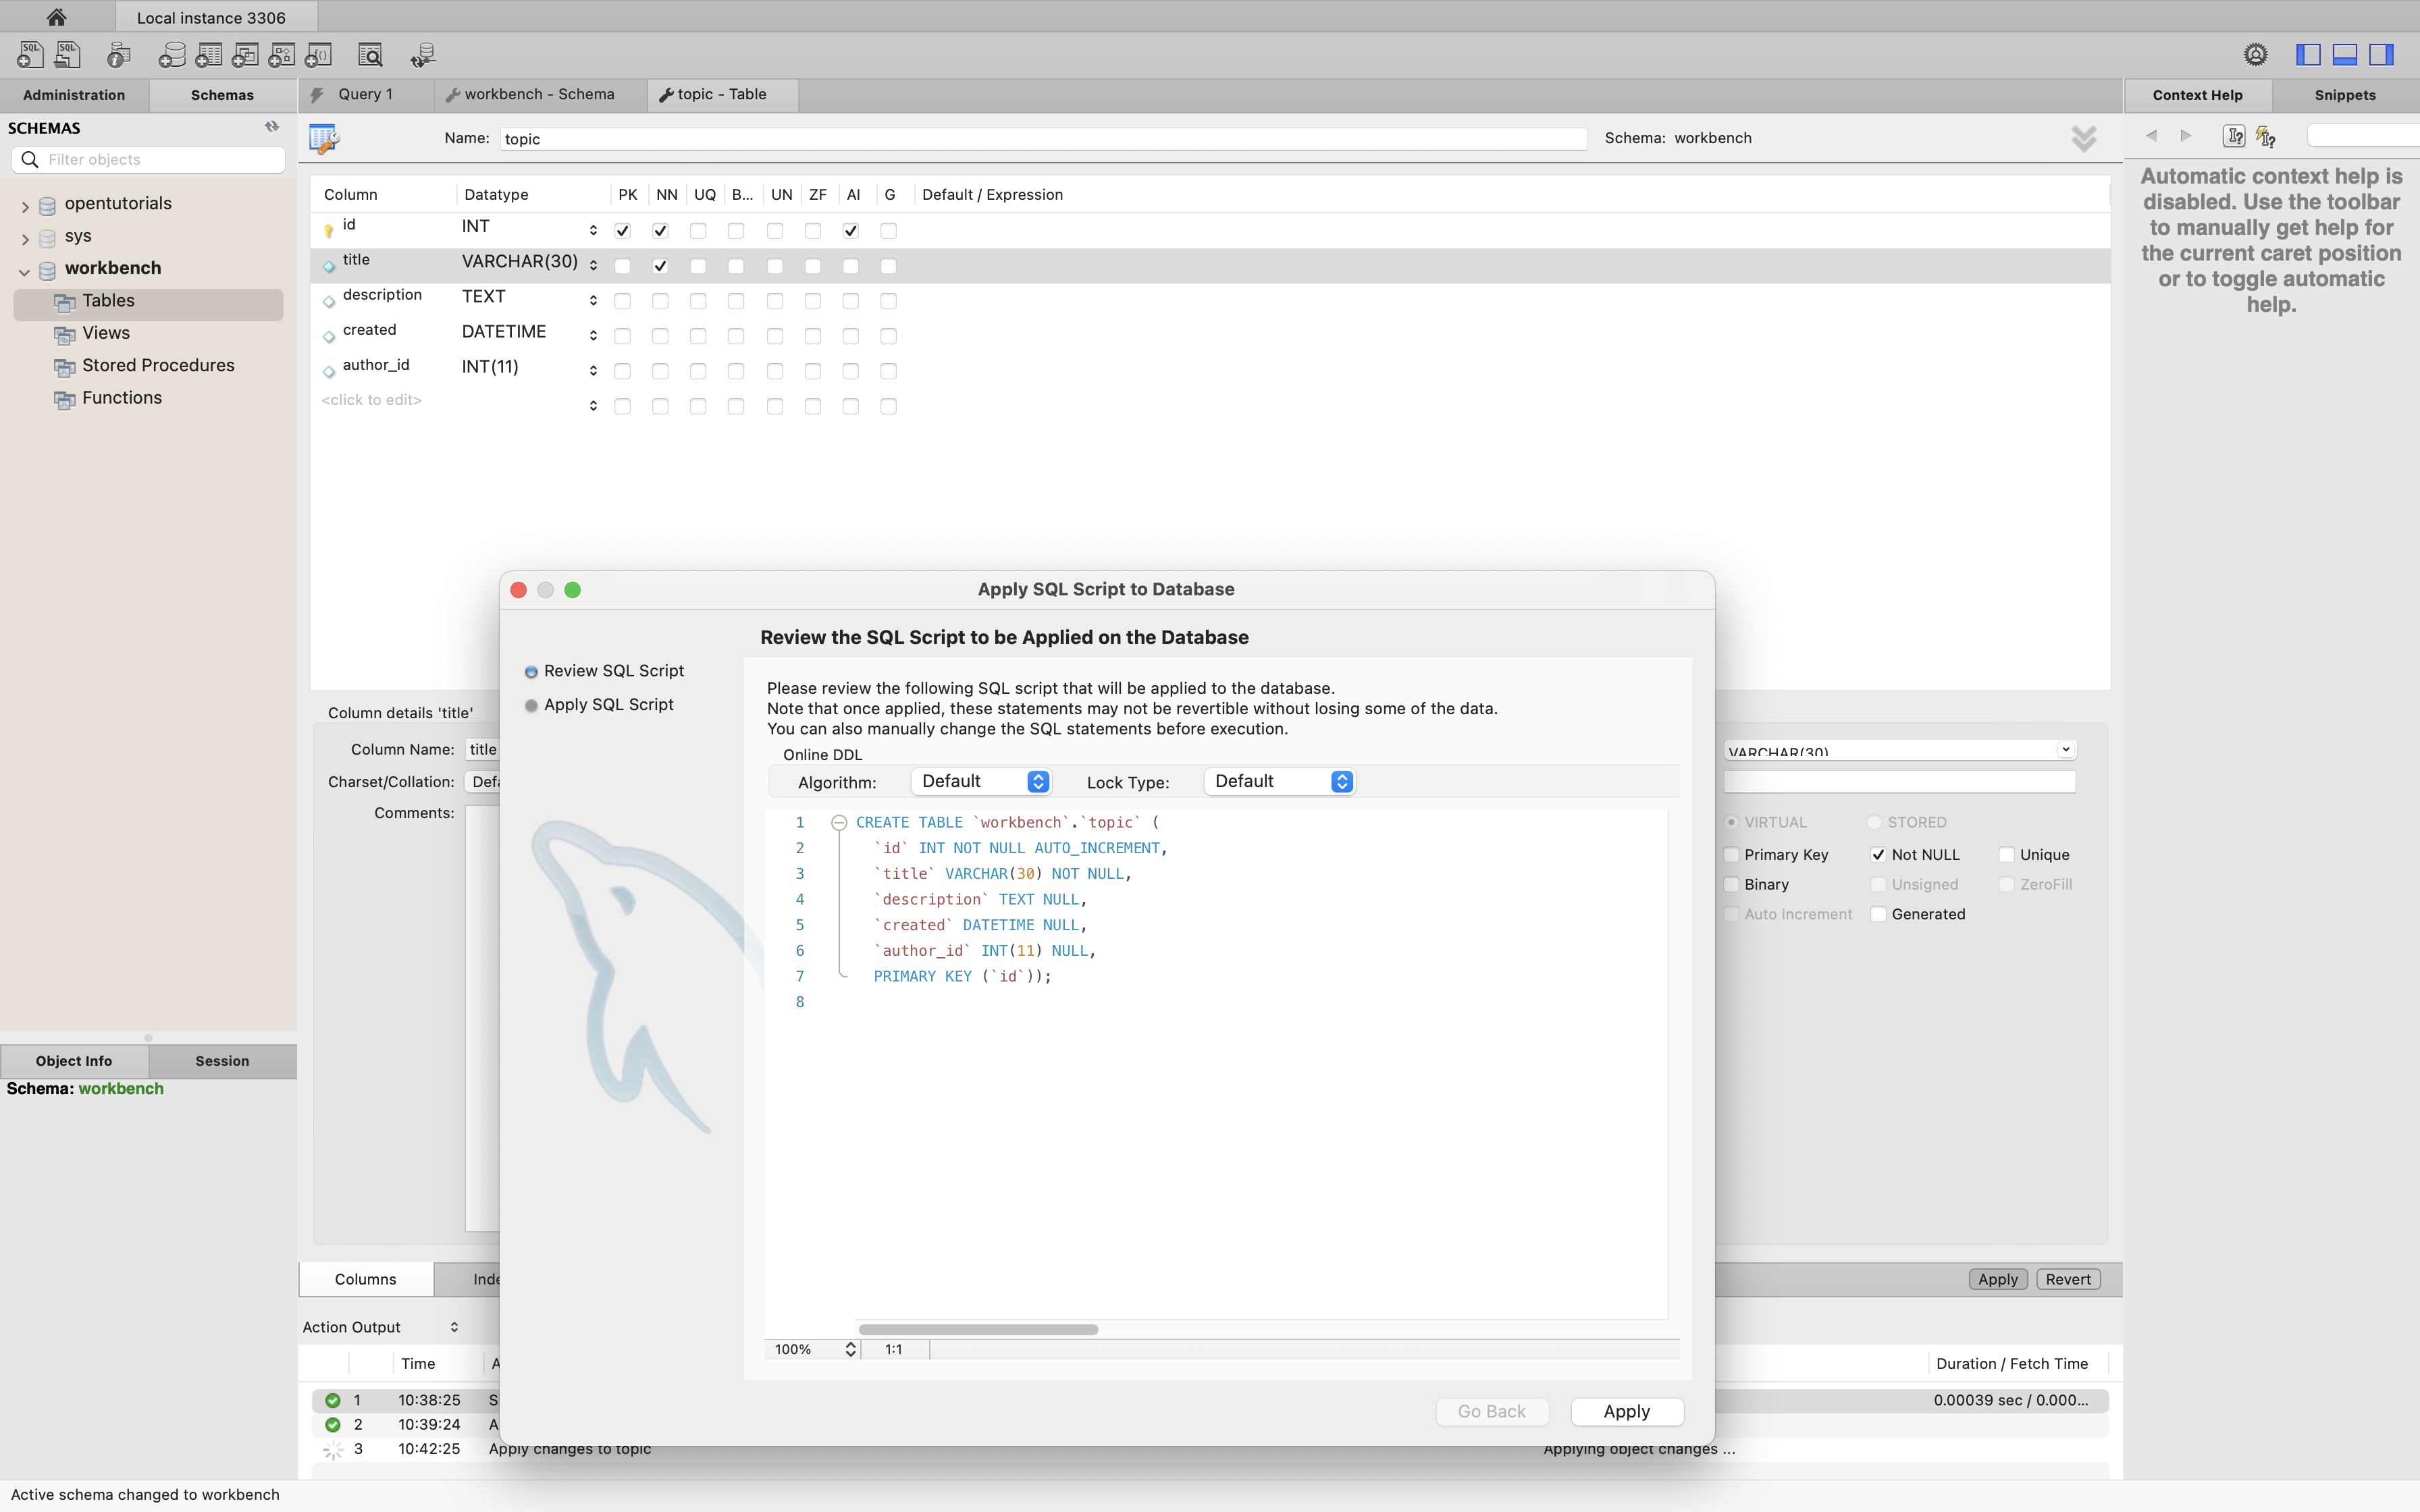 Local instance 3306
Administration
Schemas
Query 1
workbench - Schema
topic - Table
Context Help
Snippets
SCHEMAS
Filter objects
opentutorials
sys
workbench
Tables
Views
Stored Procedures
Functions
Name: topic
Schema: workbench
Automatic context help is
disabled. Use the toolbar
to manually get help for
the current caret position
or to toggle automatic
help.
Column Datatype PK NN UQ B... UN ZF AI G Default / Expression
id INT
title VARCHAR(30)
description TEXT
created DATETIME
author_id INT(11)
<click to edit>
Column details 'title'
Column Name: title
Charset/Collation: Defa
Comments:
Apply SQL Script to Database
Review the SQL Script to be Applied on the Database
Review SQL Script
Apply SQL Script
Please review the following SQL script that will be applied to the database.
Note that once applied, these statements may not be revertible without losing some of the data.
You can also manually change the SQL statements before execution.
Online DDL
Algorithm: Default Lock Type: Default
1 CREATE TABLE `workbench`.`topic` (
2 `id` INT NOT NULL AUTO_INCREMENT,
3 `title` VARCHAR(30) NOT NULL,
4 `description` TEXT NULL,
5 `created` DATETIME NULL,
6 `author_id` INT(11) NULL,
7 PRIMARY KEY (`id`));
8
100% 1:1
Go Back Apply
VARCHAR(30)
VIRTUAL STORED
Primary Key Not NULL Unique
Binary Unsigned ZeroFill
Auto Increment Generated
Object Info
Session
Schema: workbench
Columns
Inde
Apply Revert
Action Output
Time A Duration / Fetch Time
1 10:38:25 S 0.00039 sec / 0.000...
2 10:39:24 A
3 10:42:25 Apply changes to topic Applying object changes ...
Active schema changed to workbench